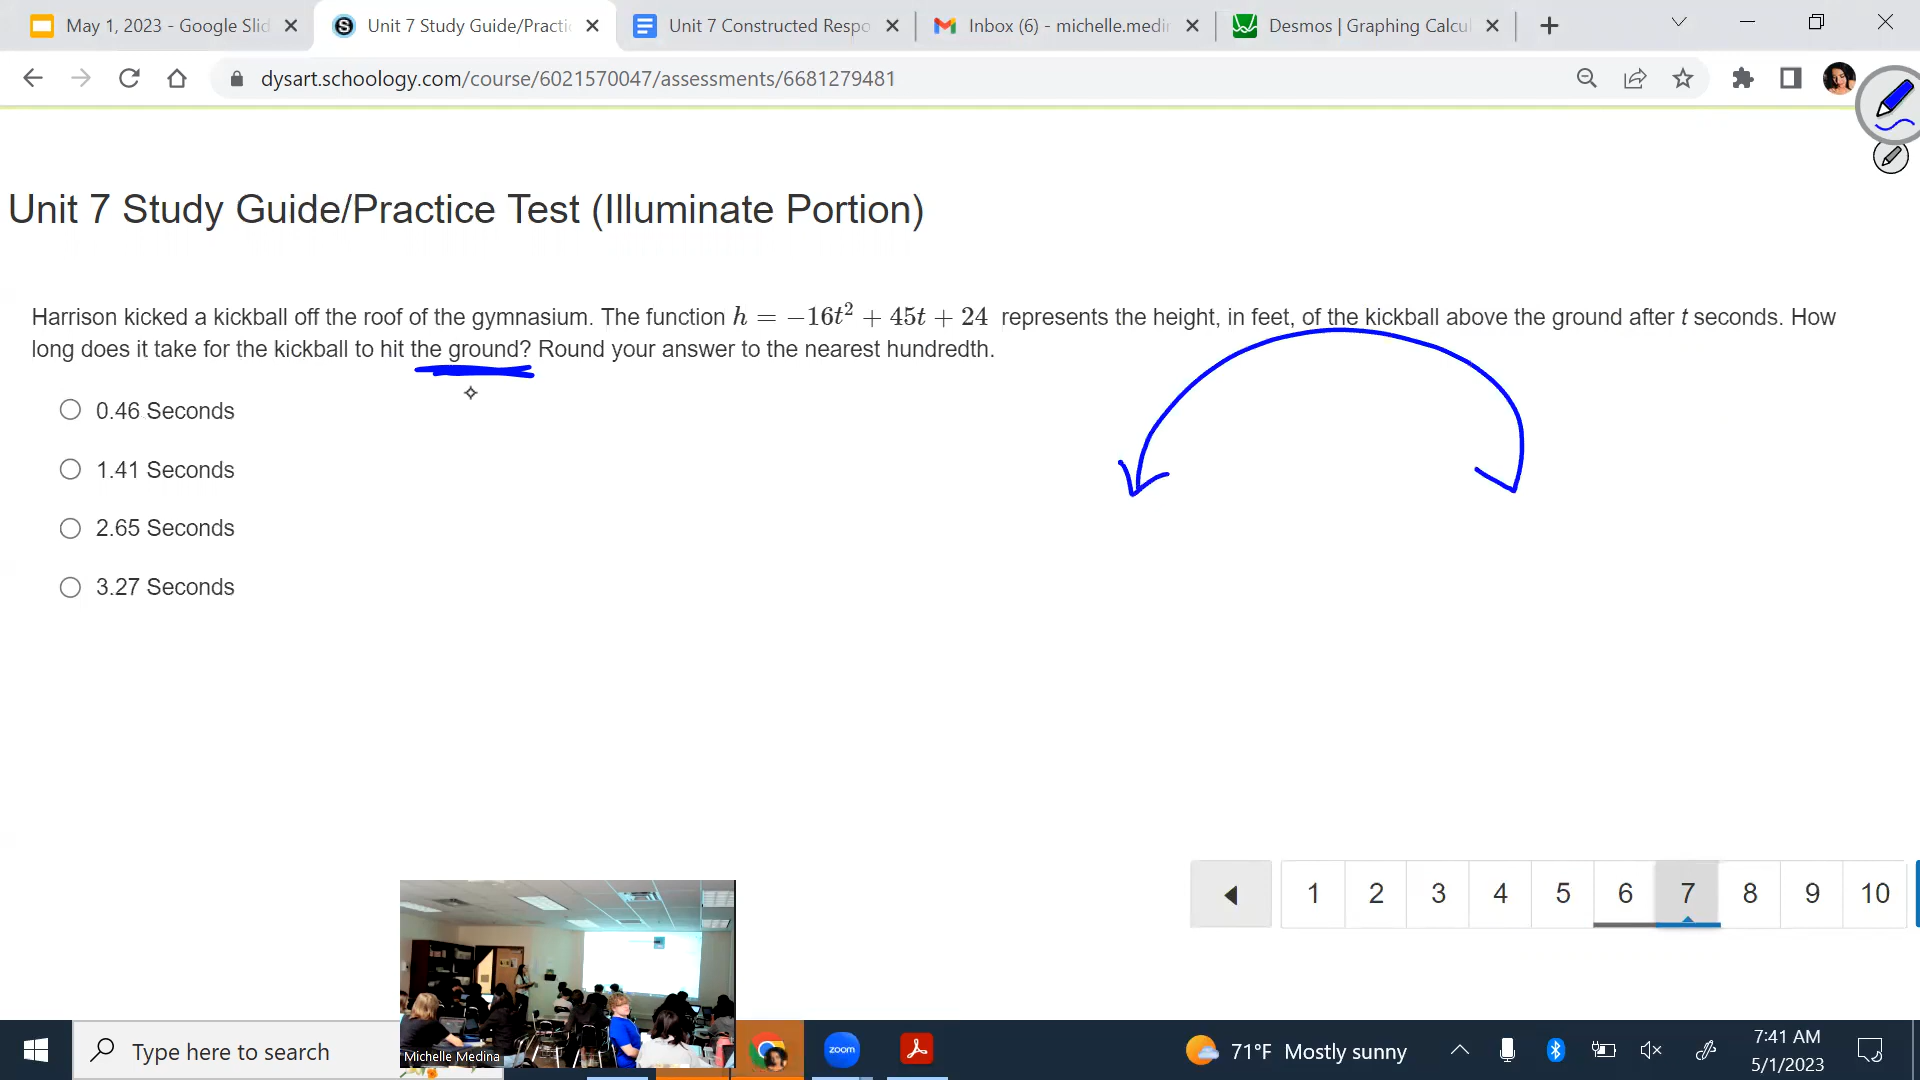 May 1, 2023 - Google Slid
Unit 7 Study Guide/Practi
Unit 7 Constructed Respo
Inbox (6) - michelle.medin
Desmos | Graphing Calcul
dysart.schoology.com/course/6021570047/assessments/6681279481
Unit 7 Study Guide/Practice Test (Illuminate Portion)
Harrison kicked a kickball off the roof of the gymnasium. The function h = −16t² + 45t + 24 represents the height, in feet, of the kickball above the ground after t seconds. How
long does it take for the kickball to hit the ground? Round your answer to the nearest hundredth.
0.46 Seconds
1.41 Seconds
2.65 Seconds
3.27 Seconds
1 2 3 4 5 6 7 8 9 10
Michelle Medina
Type here to search
zoom
71°F Mostly sunny
7:41 AM
5/1/2023